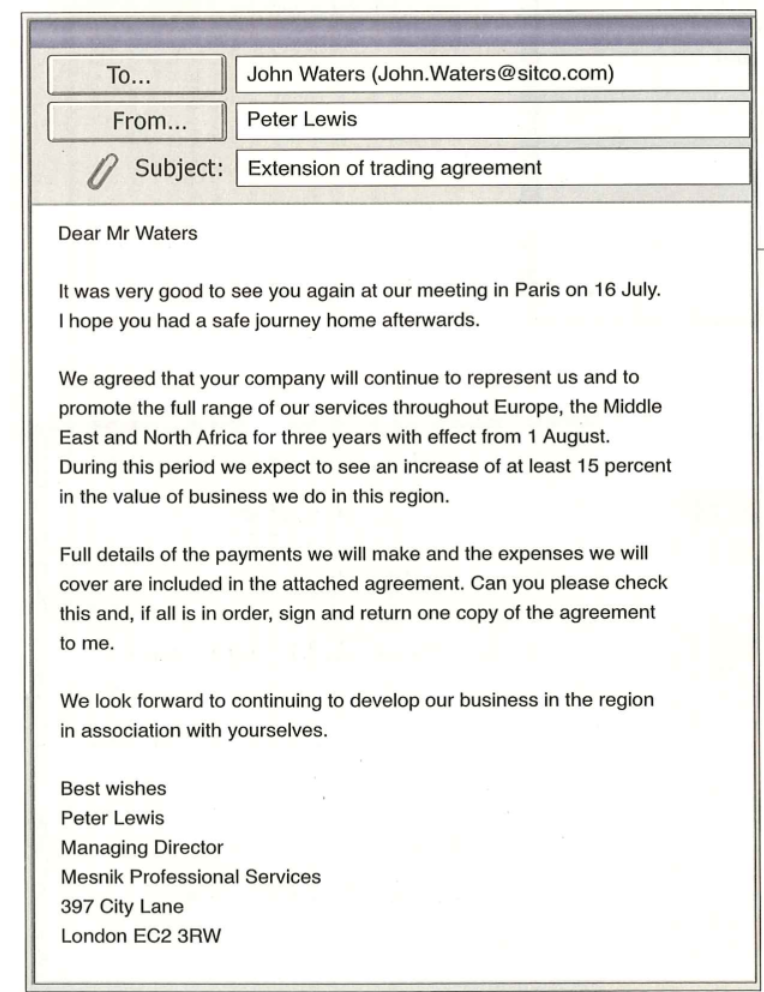 To... John Waters (John.Waters@sitco.com)
From... Peter Lewis
Subject: Extension of trading agreement
Dear Mr Waters
It was very good to see you again at our meeting in Paris on 16 July.
I hope you had a safe journey home afterwards.
We agreed that your company will continue to represent us and to
promote the full range of our services throughout Europe, the Middle
East and North Africa for three years with effect from 1 August.
During this period we expect to see an increase of at least 15 percent
in the value of business we do in this region.
Full details of the payments we will make and the expenses we will
cover are included in the attached agreement. Can you please check
this and, if all is in order, sign and return one copy of the agreement
to me.
We look forward to continuing to develop our business in the region
in association with yourselves.
Best wishes
Peter Lewis
Managing Director
Mesnik Professional Services
397 City Lane
London EC2 3RW